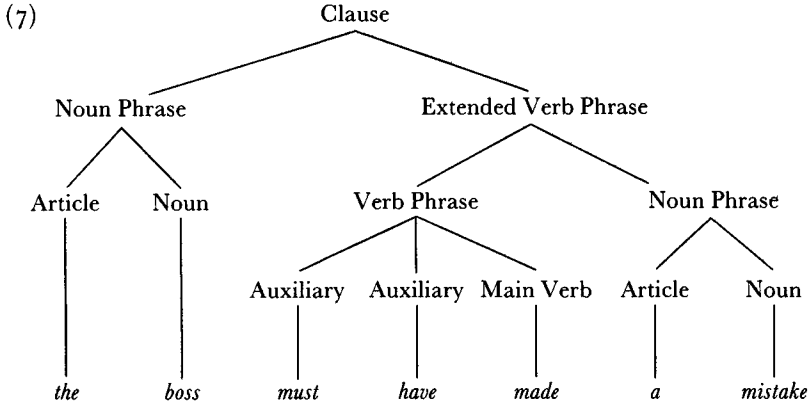 (7) Clause
Noun Phrase Extended Verb Phrase
Article Noun Verb Phrase Noun Phrase
Auxiliary Auxiliary Main Verb Article Noun
the boss must have made a mistake